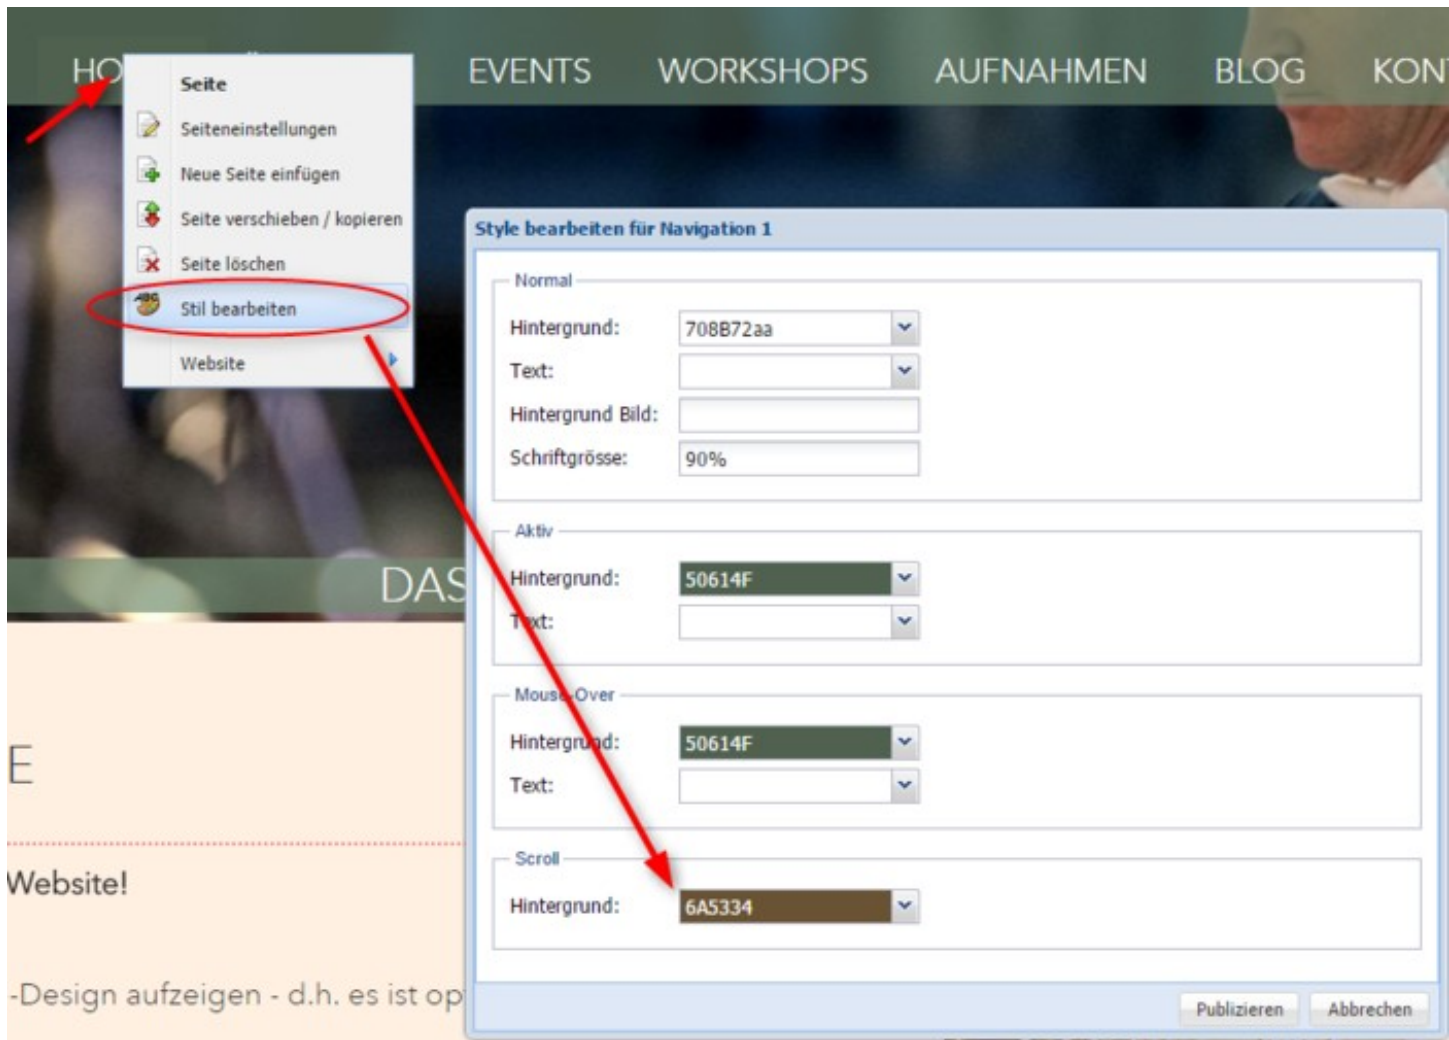 HO
EVENTS WORKSHOPS AUFNAHMEN BLOG KONT
Seite
Seiteneinstellungen
Neue Seite einfügen
Seite verschieben / kopieren
Seite löschen
Stil bearbeiten
Website
Style bearbeiten für Navigation 1
Normal
Hintergrund: 708B72aa
Text:
Hintergrund Bild:
Schriftgrösse: 90%
Aktiv
Hintergrund: 50614F
Text:
Mouse-Over
Hintergrund: 50614F
Text:
Scroll
Hintergrund: 6A5334
Publizieren Abbrechen
DAS
E
Website!
-Design aufzeigen - d.h. es ist op